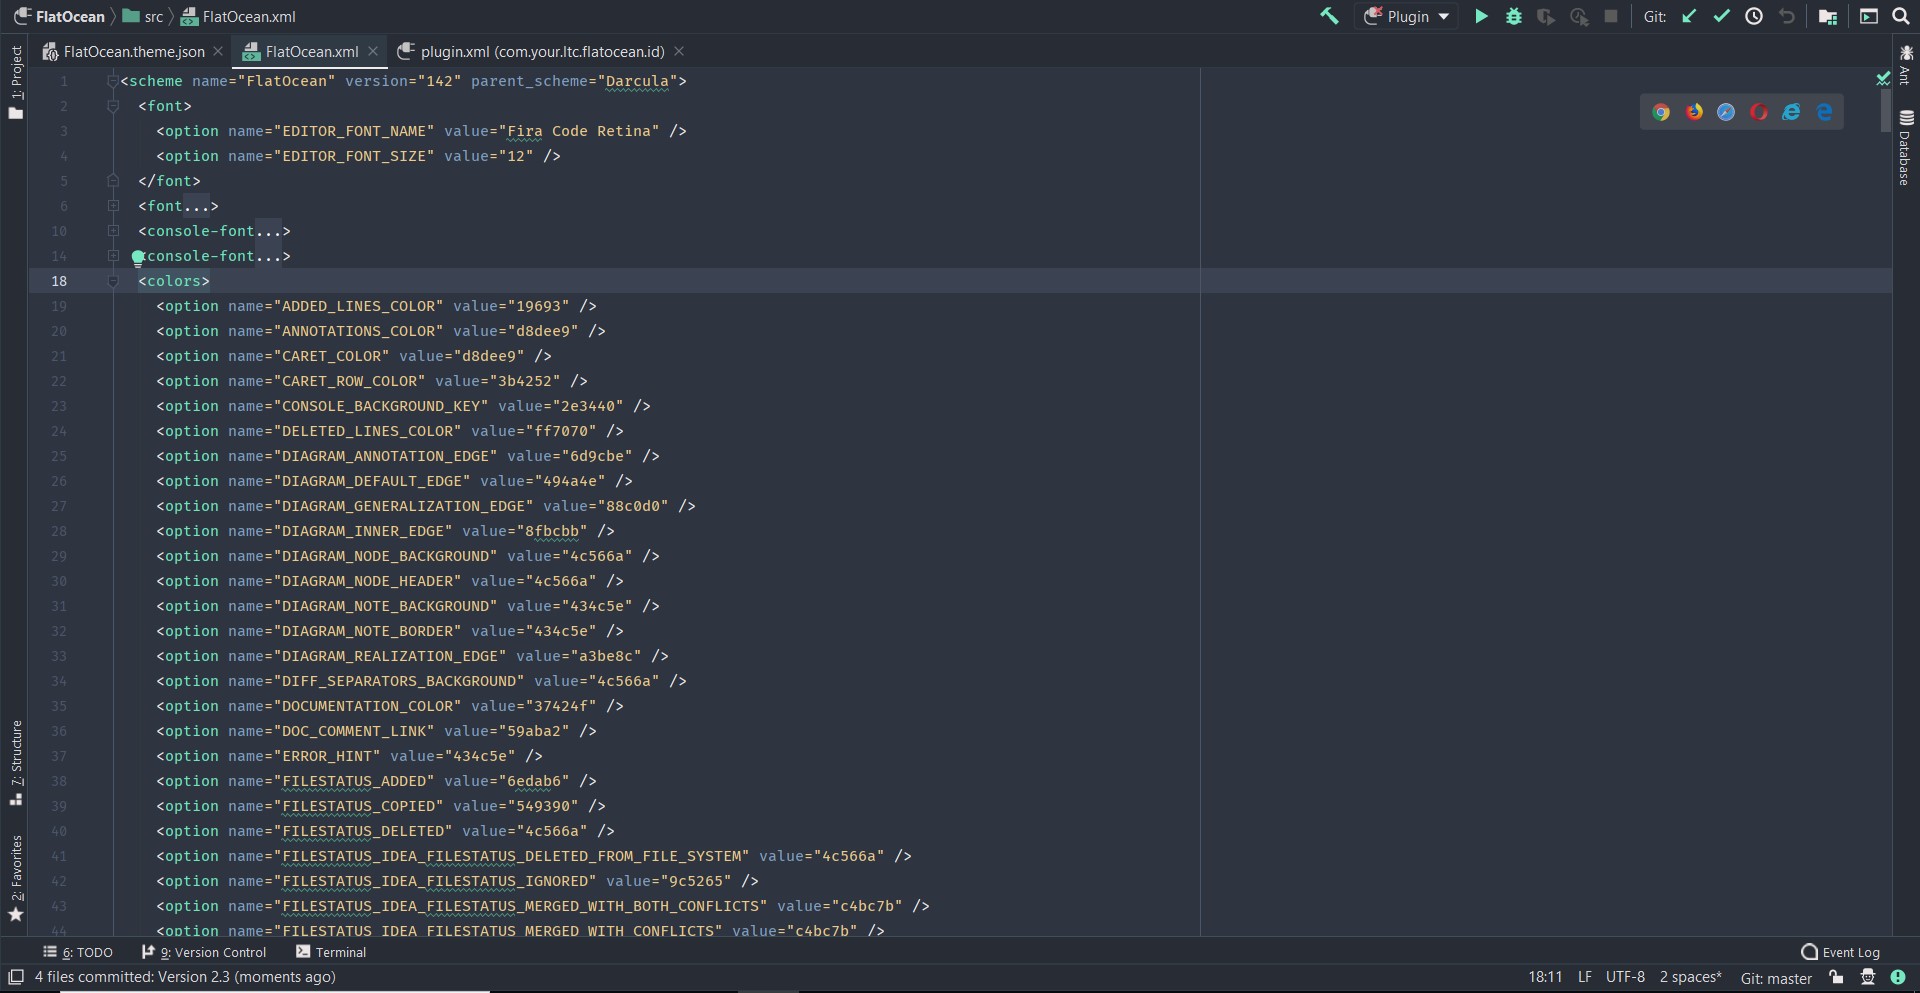 FlatOcean src FlatOcean.xml Plugin Git:
FlatOcean.theme.json FlatOcean.xml plugin.xml (com.your.ltc.flatocean.id)
1: Project
7: Structure
2: Favorites
1 <scheme name="FlatOcean" version="142" parent_scheme="Darcula">
2 <font>
3 <option name="EDITOR_FONT_NAME" value="Fira Code Retina" />
4 <option name="EDITOR_FONT_SIZE" value="12" />
5 </font>
6 <font...>
10 <console-font...>
14 <console-font...>
18 <colors>
19 <option name="ADDED_LINES_COLOR" value="19693" />
20 <option name="ANNOTATIONS_COLOR" value="d8dee9" />
21 <option name="CARET_COLOR" value="d8dee9" />
22 <option name="CARET_ROW_COLOR" value="3b4252" />
23 <option name="CONSOLE_BACKGROUND_KEY" value="2e3440" />
24 <option name="DELETED_LINES_COLOR" value="ff7070" />
25 <option name="DIAGRAM_ANNOTATION_EDGE" value="6d9cbe" />
26 <option name="DIAGRAM_DEFAULT_EDGE" value="494a4e" />
27 <option name="DIAGRAM_GENERALIZATION_EDGE" value="88c0d0" />
28 <option name="DIAGRAM_INNER_EDGE" value="8fbcbb" />
29 <option name="DIAGRAM_NODE_BACKGROUND" value="4c566a" />
30 <option name="DIAGRAM_NODE_HEADER" value="4c566a" />
31 <option name="DIAGRAM_NOTE_BACKGROUND" value="434c5e" />
32 <option name="DIAGRAM_NOTE_BORDER" value="434c5e" />
33 <option name="DIAGRAM_REALIZATION_EDGE" value="a3be8c" />
34 <option name="DIFF_SEPARATORS_BACKGROUND" value="4c566a" />
35 <option name="DOCUMENTATION_COLOR" value="37424f" />
36 <option name="DOC_COMMENT_LINK" value="59aba2" />
37 <option name="ERROR_HINT" value="434c5e" />
38 <option name="FILESTATUS_ADDED" value="6edab6" />
39 <option name="FILESTATUS_COPIED" value="549390" />
40 <option name="FILESTATUS_DELETED" value="4c566a" />
41 <option name="FILESTATUS_IDEA_FILESTATUS_DELETED_FROM_FILE_SYSTEM" value="4c566a" />
42 <option name="FILESTATUS_IDEA_FILESTATUS_IGNORED" value="9c5265" />
43 <option name="FILESTATUS_IDEA_FILESTATUS_MERGED_WITH_BOTH_CONFLICTS" value="c4bc7b" />
44 <option name="FILESTATUS_IDEA_FILESTATUS_MERGED_WITH_CONFLICTS" value="c4bc7b" />
Ant
Database
6: TODO 9: Version Control Terminal Event Log
4 files committed: Version 2.3 (moments ago) 18:11 LF UTF-8 2 spaces* Git: master